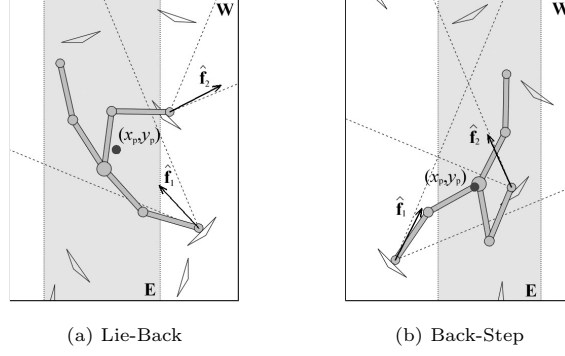 W
f̂₂
(xₚ,yₚ)
f̂₁
E
(a) Lie-Back
W
f̂₂
(xₚ,yₚ)
f̂₁
E
(b) Back-Step